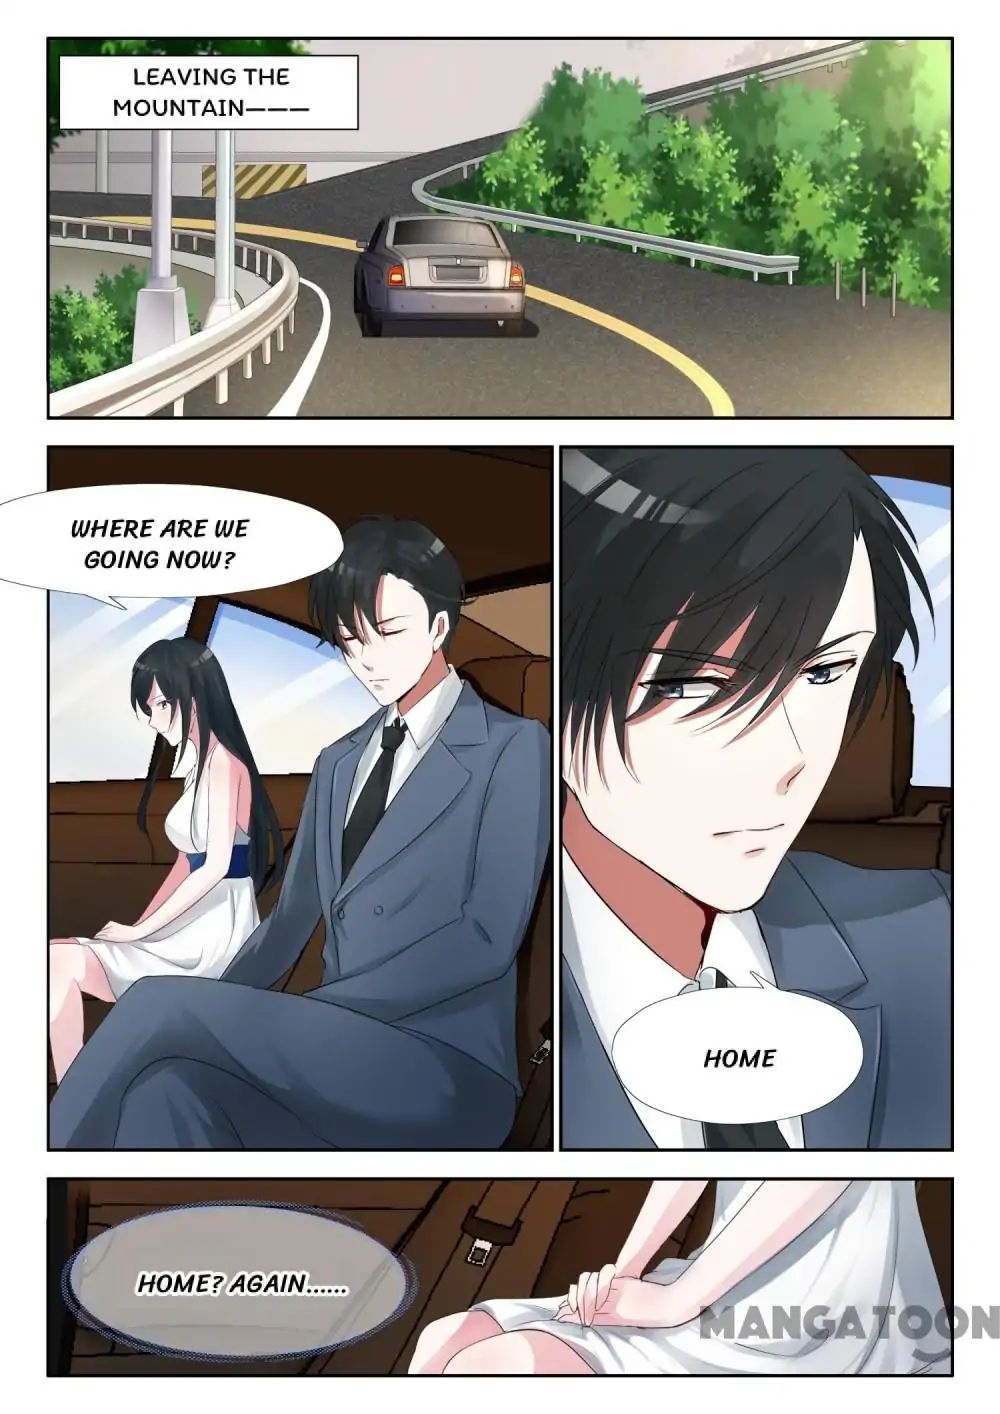 LEAVING THE
MOUNTAIN———
WHERE ARE WE
GOING NOW?
HOME
HOME? AGAIN......
MANGATOON